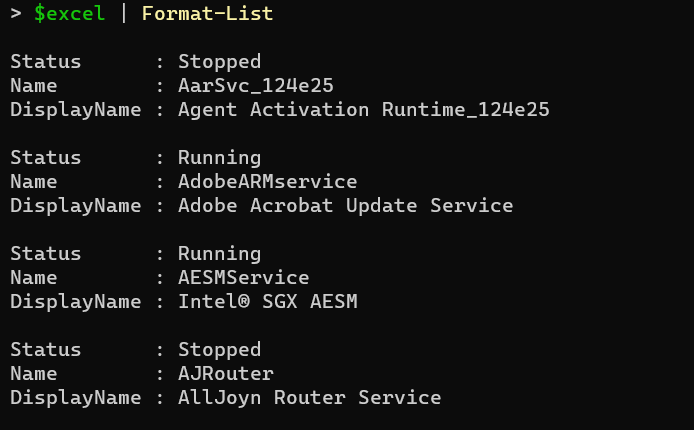 > $excel | Format-List
Status : Stopped
Name : AarSvc_124e25
DisplayName : Agent Activation Runtime_124e25
Status : Running
Name : AdobeARMservice
DisplayName : Adobe Acrobat Update Service
Status : Running
Name : AESMService
DisplayName : Intel® SGX AESM
Status : Stopped
Name : AJRouter
DisplayName : AllJoyn Router Service